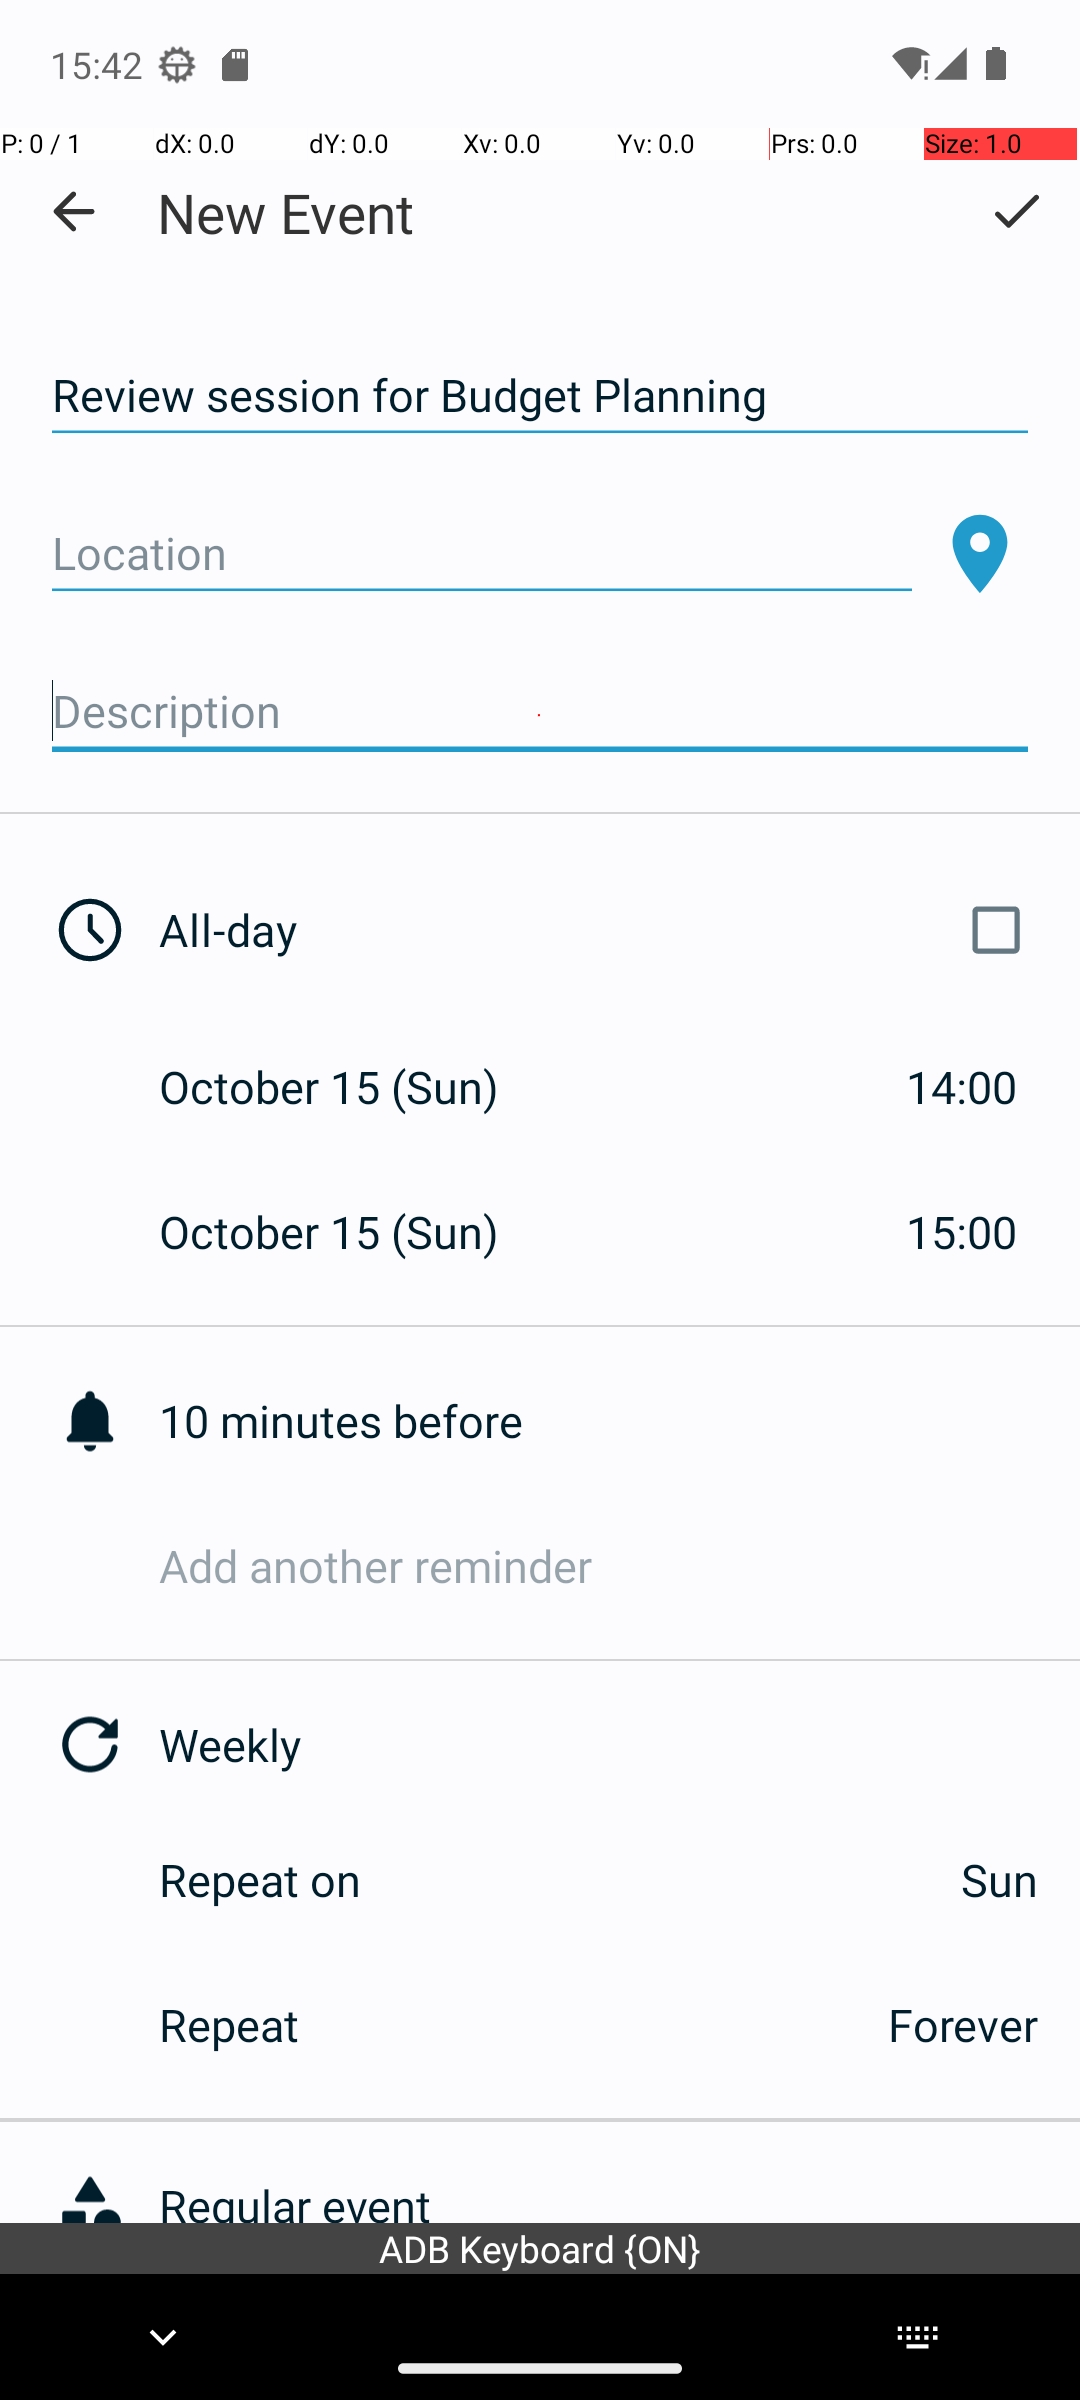 15:42
P: 0 / 1 dX: 0.0 dY: 0.0 Xv: 0.0 Yv: 0.0 Prs: 0.0 Size: 1.0
New Event
Review session for Budget Planning
Location
Description
All-day
October 15 (Sun) 14:00
October 15 (Sun) 15:00
10 minutes before
Add another reminder
Weekly
Repeat on Sun
Repeat Forever
Regular event
ADB Keyboard {ON}